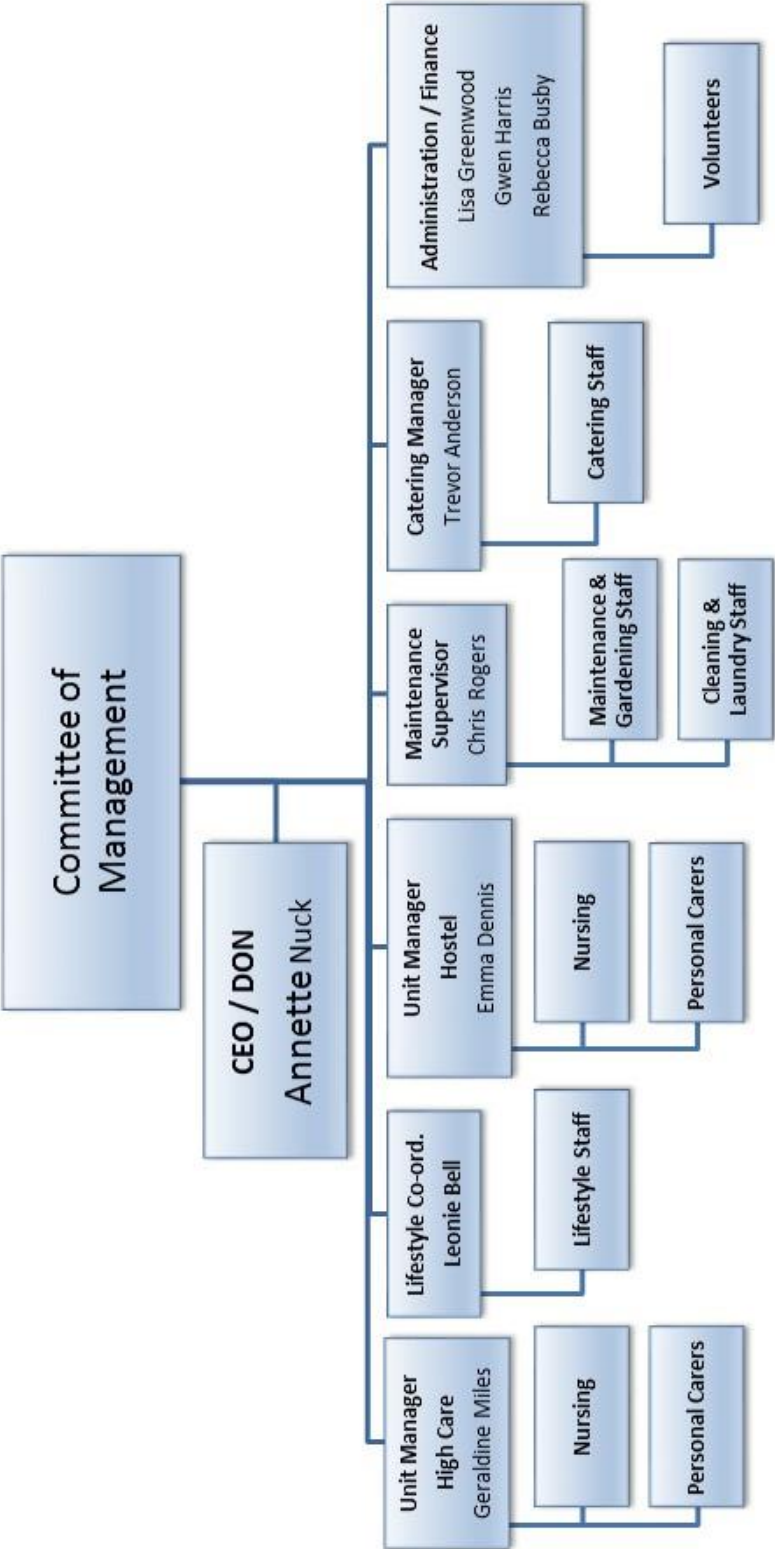 Committee of
Management
CEO / DON
Annette Nuck
Unit Manager
High Care
Geraldine Miles
Nursing
Personal Carers
Lifestyle Co-ord.
Leonie Bell
Lifestyle Staff
Unit Manager
Hostel
Emma Dennis
Nursing
Personal Carers
Maintenance
Supervisor
Chris Rogers
Maintenance &
Gardening Staff
Cleaning &
Laundry Staff
Catering Manager
Trevor Anderson
Catering Staff
Administration / Finance
Lisa Greenwood
Gwen Harris
Rebecca Busby
Volunteers